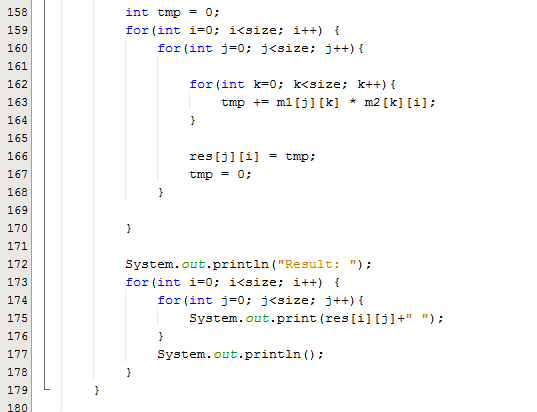 158 int tmp = 0;
159 for(int i=0; i<size; i++) {
160 for(int j=0; j<size; j++){
161
162 for(int k=0; k<size; k++){
163 tmp += m1[j][k] * m2[k][i];
164 }
165
166 res[j][i] = tmp;
167 tmp = 0;
168 }
169
170 }
171
172 System.out.println("Result: ");
173 for(int i=0; i<size; i++) {
174 for(int j=0; j<size; j++){
175 System.out.print(res[i][j]+" ");
176 }
177 System.out.println();
178 }
179 }
180